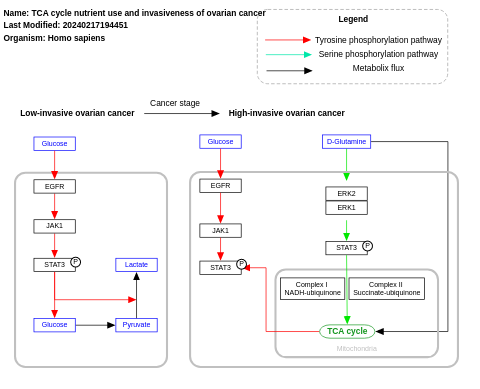 Name: TCA cycle nutrient use and invasiveness of ovarian cancer
Last Modified: 20240217194451
Organism: Homo sapiens
Legend
Tyrosine phosphorylation pathway
Serine phosphorylation pathway
Metabolix flux
Cancer stage
Low-invasive ovarian cancer
High-invasive ovarian cancer
Glucose
EGFR
JAK1
STAT3
P
Lactate
Glucose
Pyruvate
Glucose
D-Glutamine
EGFR
ERK2
ERK1
JAK1
STAT3
P
STAT3
P
Complex I
NADH-ubiquinone
Complex II
Succinate-ubiquinone
TCA cycle
Mitochondria